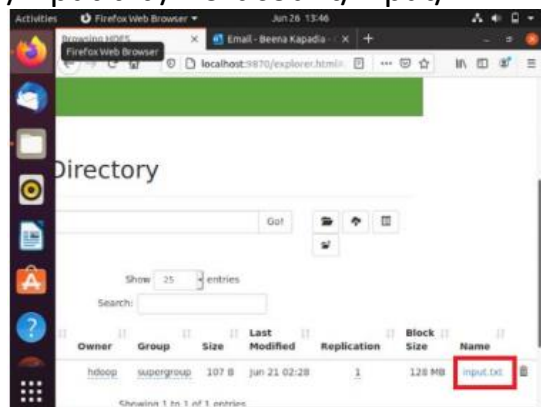 Activities Firefox Web Browser Jun 26 13:46
Browsing HDFS × Email - Beena Kapadia - × +
Firefox Web Browser
localhost:9870/explorer.html#
Directory
Go!
Show 25 entries
Search:
Owner Group Size Last Modified Replication Block Size Name
hdoop supergroup 107 B Jun 21 02:28 1 128 MB input.txt
Showing 1 to 1 of 1 entries